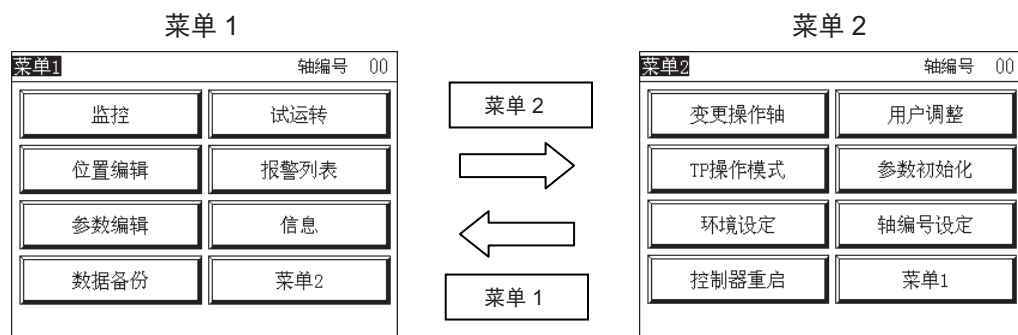 菜单 1
菜单 2
菜单1 轴编号 00
监控 试运转
位置编辑 报警列表
参数编辑 信息
数据备份 菜单2
菜单 2
菜单 1
菜单2 轴编号 00
变更操作轴 用户调整
TP操作模式 参数初始化
环境设定 轴编号设定
控制器重启 菜单1